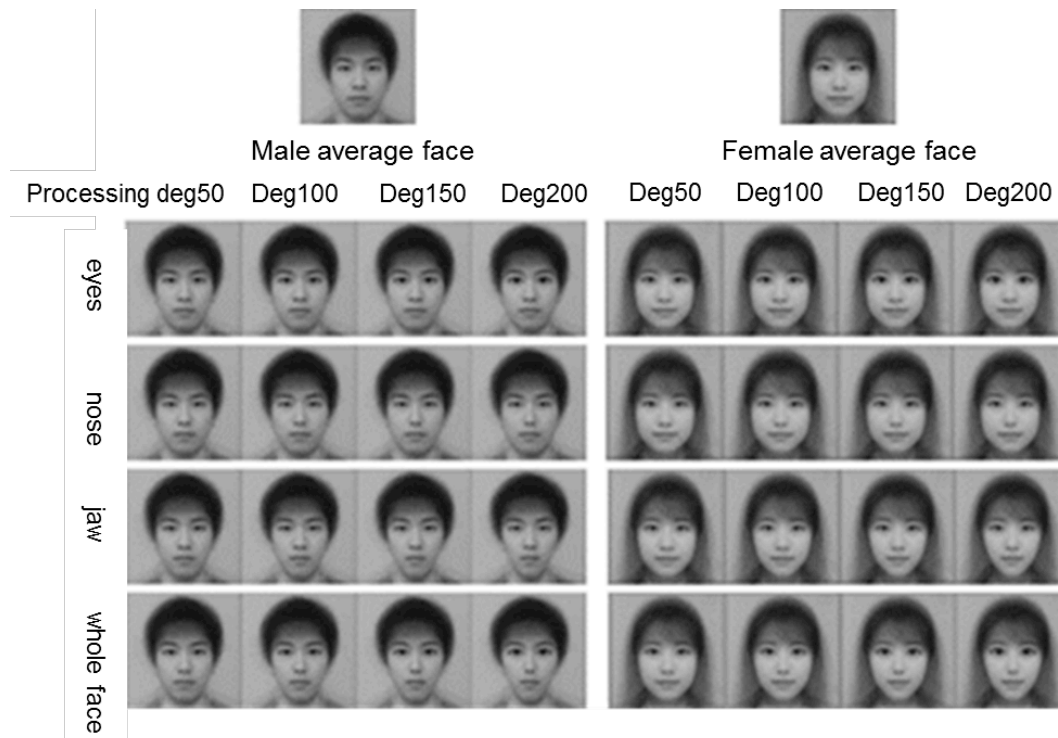 Male average face Female average face
Processing deg50 Deg100 Deg150 Deg200 Deg50 Deg100 Deg150 Deg200
eyes
nose
jaw
whole face